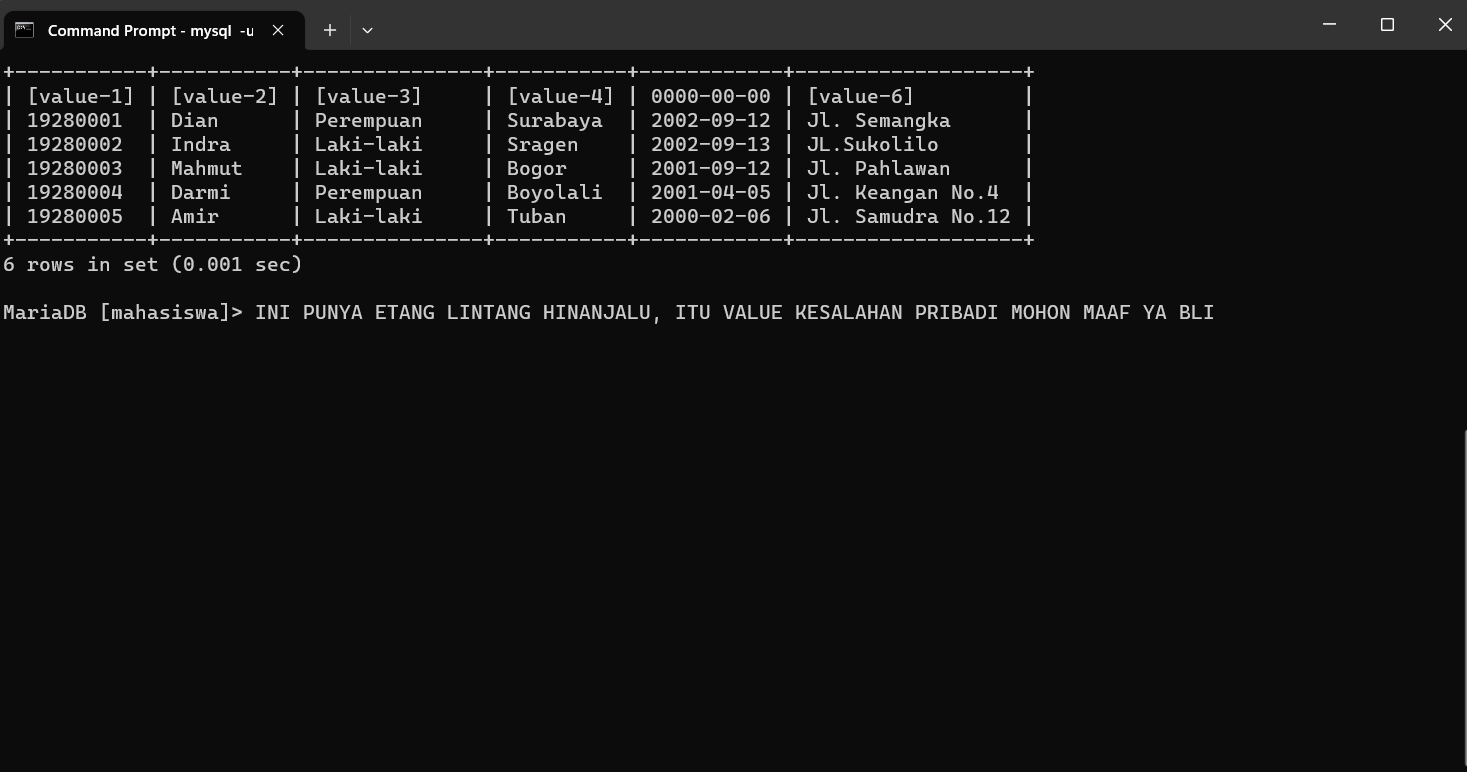 Command Prompt - mysql -u
+-----------+-----------+---------------+-----------+------------+-------------------+
| [value-1] | [value-2] | [value-3]     | [value-4] | 0000-00-00 | [value-6]         |
| 19280001  | Dian      | Perempuan     | Surabaya  | 2002-09-12 | Jl. Semangka      |
| 19280002  | Indra     | Laki-laki     | Sragen    | 2002-09-13 | JL.Sukolilo       |
| 19280003  | Mahmut    | Laki-laki     | Bogor     | 2001-09-12 | Jl. Pahlawan      |
| 19280004  | Darmi     | Perempuan     | Boyolali  | 2001-04-05 | Jl. Keangan No.4  |
| 19280005  | Amir      | Laki-laki     | Tuban     | 2000-02-06 | Jl. Samudra No.12 |
+-----------+-----------+---------------+-----------+------------+-------------------+
6 rows in set (0.001 sec)
MariaDB [mahasiswa]> INI PUNYA ETANG LINTANG HINANJALU, ITU VALUE KESALAHAN PRIBADI MOHON MAAF YA BLI